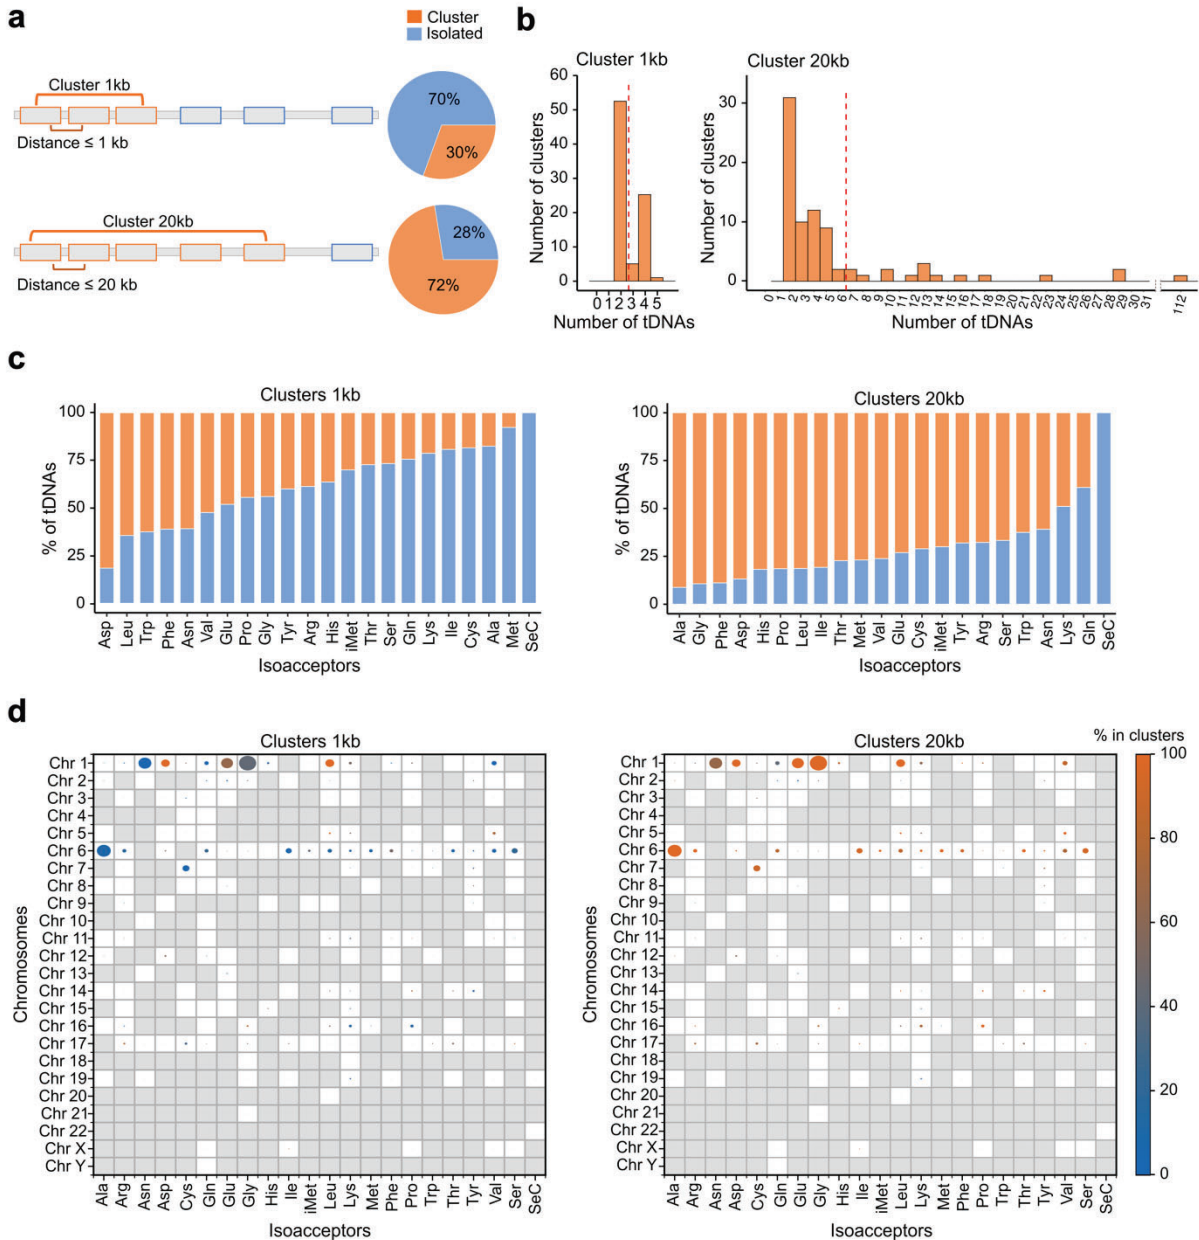 a
Cluster
Isolated
Cluster 1kb
Distance ≤ 1 kb
70%
30%
Cluster 20kb
Distance ≤ 20 kb
28%
72%
b
Cluster 1kb
Number of clusters
60
50
40
30
20
10
0
0 1 2 3 4 5
Number of tDNAs
Cluster 20kb
Number of clusters
30
20
10
0
0 1 2 3 4 5 6 7 8 9 10 11 12 13 14 15 16 17 18 19 20 21 22 23 24 25 26 27 28 29 30 31 112
Number of tDNAs
c
Clusters 1kb
% of tDNAs
100
75
50
25
0
Asp Leu Trp Phe Asn Val Glu Pro Gly Tyr Arg His iMet Thr Ser Gln Lys Ile Cys Ala Met SeC
Isoacceptors
Clusters 20kb
% of tDNAs
100
75
50
25
0
Ala Gly Phe Asp His Pro Leu Ile Thr Met Val Glu Cys iMet Tyr Arg Ser Trp Asn Lys Gln SeC
Isoacceptors
d
Clusters 1kb
Chromosomes
Chr 1
Chr 2
Chr 3
Chr 4
Chr 5
Chr 6
Chr 7
Chr 8
Chr 9
Chr 10
Chr 11
Chr 12
Chr 13
Chr 14
Chr 15
Chr 16
Chr 17
Chr 18
Chr 19
Chr 20
Chr 21
Chr 22
Chr X
Chr Y
Ala Arg Asn Asp Cys Gln Glu Gly His Ile iMet Leu Lys Met Phe Pro Trp Thr Tyr Val Ser SeC
Isoacceptors
Clusters 20kb
Chromosomes
Chr 1
Chr 2
Chr 3
Chr 4
Chr 5
Chr 6
Chr 7
Chr 8
Chr 9
Chr 10
Chr 11
Chr 12
Chr 13
Chr 14
Chr 15
Chr 16
Chr 17
Chr 18
Chr 19
Chr 20
Chr 21
Chr 22
Chr X
Chr Y
Ala Arg Asn Asp Cys Gln Glu Gly His Ile iMet Leu Lys Met Phe Pro Trp Thr Tyr Val Ser SeC
Isoacceptors
% in clusters
100
80
60
40
20
0